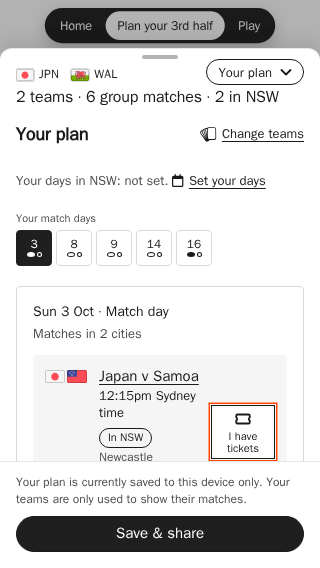 Home Plan your 3rd half Play
JPN WAL Your plan
2 teams · 6 group matches · 2 in NSW
Your plan Change teams
Your days in NSW: not set. Set your days
Your match days
3 8 9 14 16
Sun 3 Oct · Match day
Matches in 2 cities
Japan v Samoa
12:15pm Sydney
time
In NSW
I have
tickets
Newcastle
Your plan is currently saved to this device only. Your
teams are only used to show their matches.
Save & share